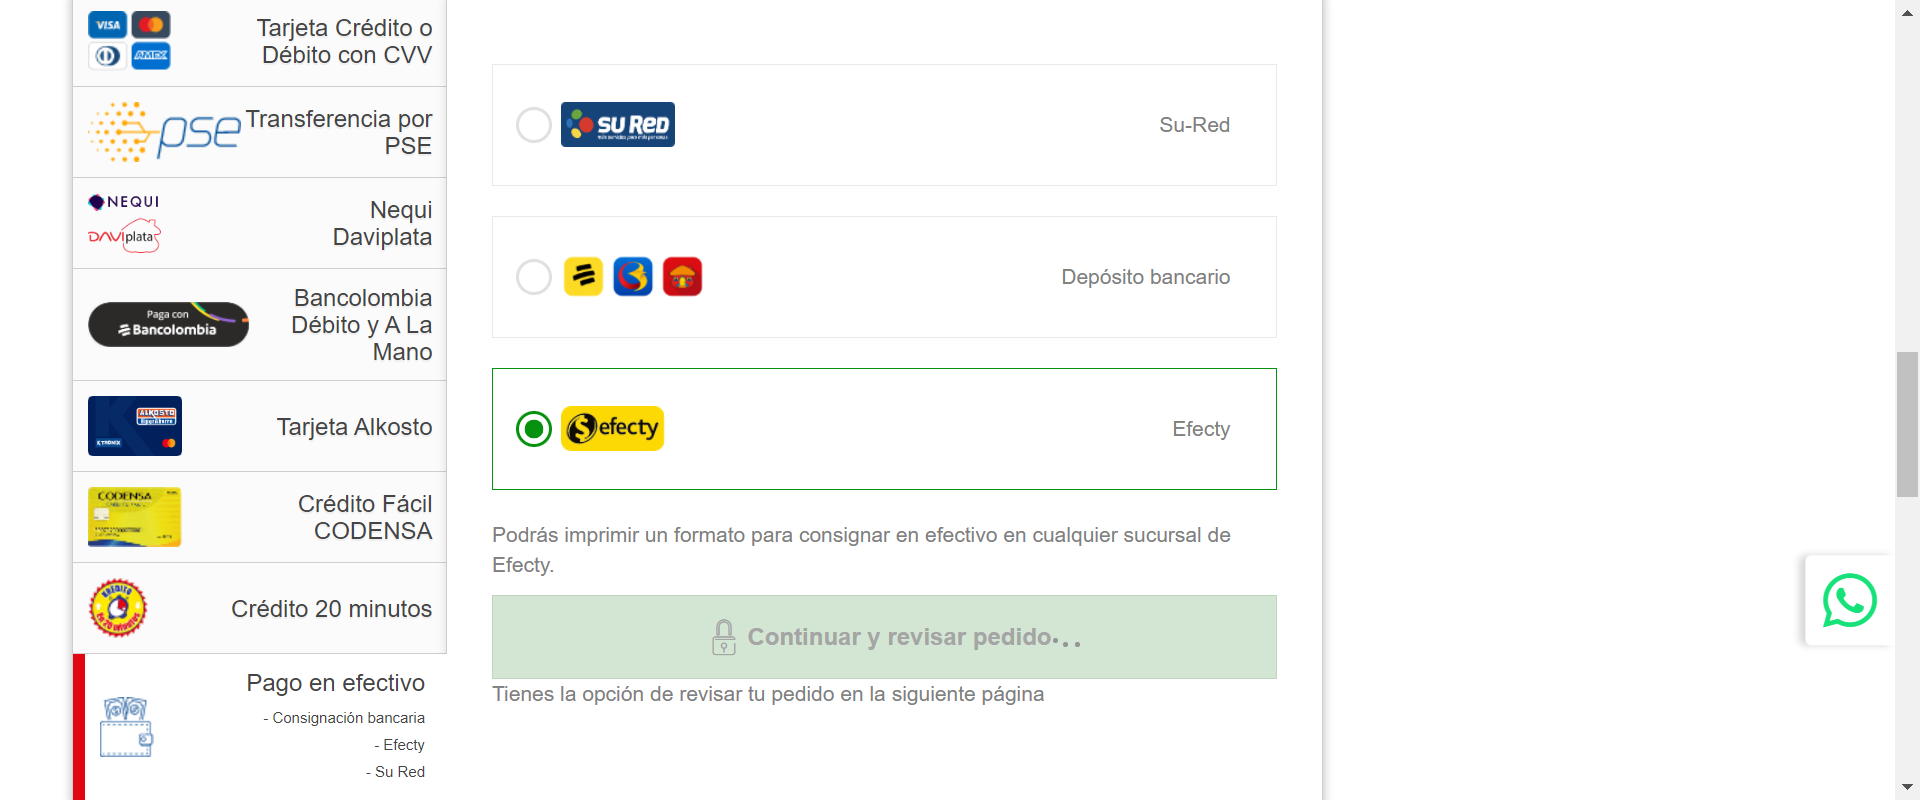 VISA
AMEX
Tarjeta Crédito o
Débito con CVV
pse
Transferencia por
PSE
NEQUI
DAVIplata
Nequi
Daviplata
Paga con
Bancolombia
Bancolombia
Débito y A La
Mano
ALKOSTO
KTRONIX
Tarjeta Alkosto
CODENSA
Crédito Fácil
CODENSA
Crédito 20 minutos
Pago en efectivo
- Consignación bancaria
- Efecty
- Su Red
SU RED
Su-Red
Depósito bancario
efecty
Efecty
Podrás imprimir un formato para consignar en efectivo en cualquier sucursal de
Efecty.
Continuar y revisar pedido...
Tienes la opción de revisar tu pedido en la siguiente página